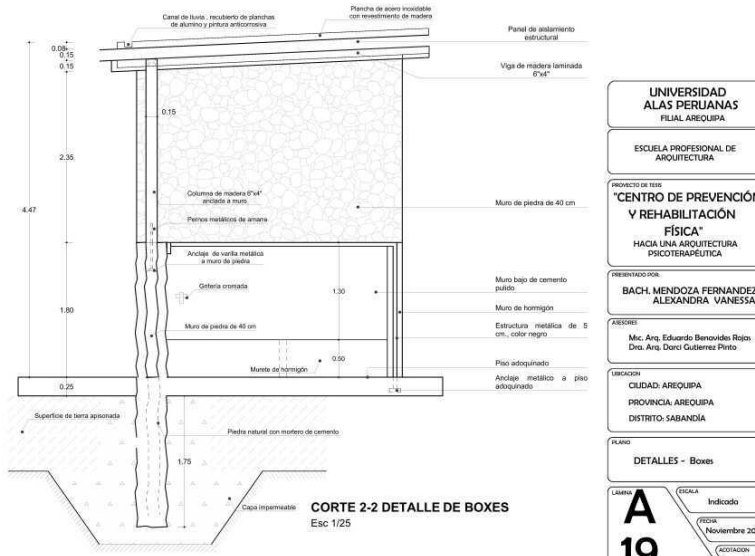 Canal de lluvia , recubierto de planchas
de alumino y pintura anticorrosiva
Plancha de acero inoxidable
con revestimiento de madera
Panel de aislamiento
estructural
Viga de madera laminada
6"x4"
0.08
0.15
0.15
0.15
2.35
4.47
Columna de madera 6"x4"
anclada a muro
Pernos metálicos de amarre
Muro de piedra de 40 cm
Anclaje de varilla metálica
a muro de piedra
Grifería cromada
1.30
Muro bajo de cemento
pulido
Muro de hormigón
1.80
Muro de piedra de 40 cm
Estructura metálica de 5
cm., color negro
0.50
Murete de hormigón
Piso adoquinado
0.25
Anclaje metálico a piso
adoquinado
Superficie de tierra apisonada
Piedra natural con mortero de cemento
1.75
Capa impermeable
CORTE 2-2 DETALLE DE BOXES
Esc 1/25
UNIVERSIDAD
ALAS PERUANAS
FILIAL AREQUIPA
ESCUELA PROFESIONAL DE
ARQUITECTURA
PROYECTO DE TESIS
"CENTRO DE PREVENCIÓN
Y REHABILITACIÓN
FÍSICA"
HACIA UNA ARQUITECTURA
PSICOTERAPÉUTICA
PRESENTADO POR:
BACH. MENDOZA FERNANDEZ
ALEXANDRA VANESSA
ASESORES
Msc. Arq. Eduardo Benavides Rojas
Dra. Arq. Darci Gutierrez Pinto
UBICACION
CIUDAD: AREQUIPA
PROVINCIA: AREQUIPA
DISTRITO: SABANDÍA
PLANO
DETALLES - Boxes
LAMINA
A
19
ESCALA
Indicada
FECHA
Noviembre 20
ACOTACION